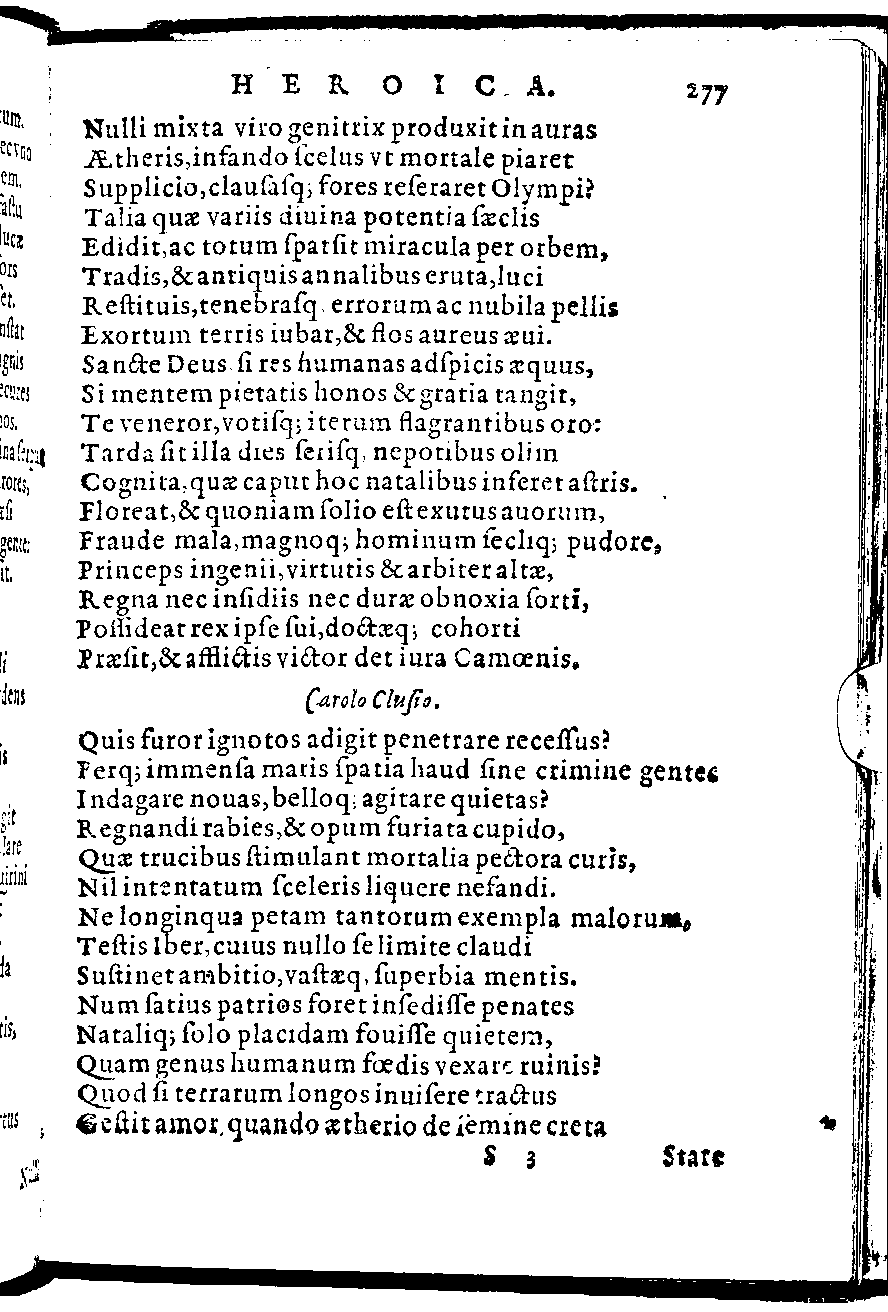 HEROICA. 277
Nulli mixta viro genitrix produxit in auras
Ætheris, infando ſcelus vt mortale piaret
Supplicio, clauſaſq; fores reſeraret Olympi?
Talia quæ variis diuina potentia ſæclis
Edidit, ac totum ſparſit miracula per orbem,
Tradis, & antiquis annalibus eruta, luci
Reſtituis, tenebraſq. errorum ac nubila pellis
Exortum terris iubar, & flos aureus æui.
Sancte Deus ſi res humanas adſpicis æquus,
Si mentem pietatis honos & gratia tangit,
Te veneror, votiſq; iterum flagrantibus oro:
Tarda ſit illa dies ſeriſq, nepotibus olim
Cognita, quæ caput hoc natalibus inferet aſtris.
Floreat, & quoniam ſolio eſt exutus auorum,
Fraude mala, magnoq; hominum ſeclıq; pudore,
Princeps ingenii, virtutis & arbiter altæ,
Regna nec inſidiis nec duræ obnoxia ſorti,
Poſſideat rex ipſe ſui, doctæq; cohorti
Præſit, & afflictis victor det iura Camœnis.
Carolo Cluſio.
Quis furor ignotos adigit penetrare receſſus?
Perq; immenſa maris ſpatia haud ſine crimine gentes
Indagare nouas, belloq; agitare quietas?
Regnandi rabies, & opum furiata cupido,
Quæ trucibus ſtimulant mortalia pectora curis,
Nil intentatum ſceleris liquere nefandi.
Ne longinqua petam tantorum exempla malorum,
Teſtis Iber, cuius nullo ſe limite claudi
Suſtinet ambitio, vaſtæq, ſuperbia mentis.
Num ſatius patrios foret inſediſſe penates
Nataliq; ſolo placidam fouiſſe quietem,
Quam genus humanum fœdis vexare ruinis?
Quod ſi terrarum longos inuiſere tractus
Geſtit amor, quando ætherio de ſemine creta
S 3 Stare